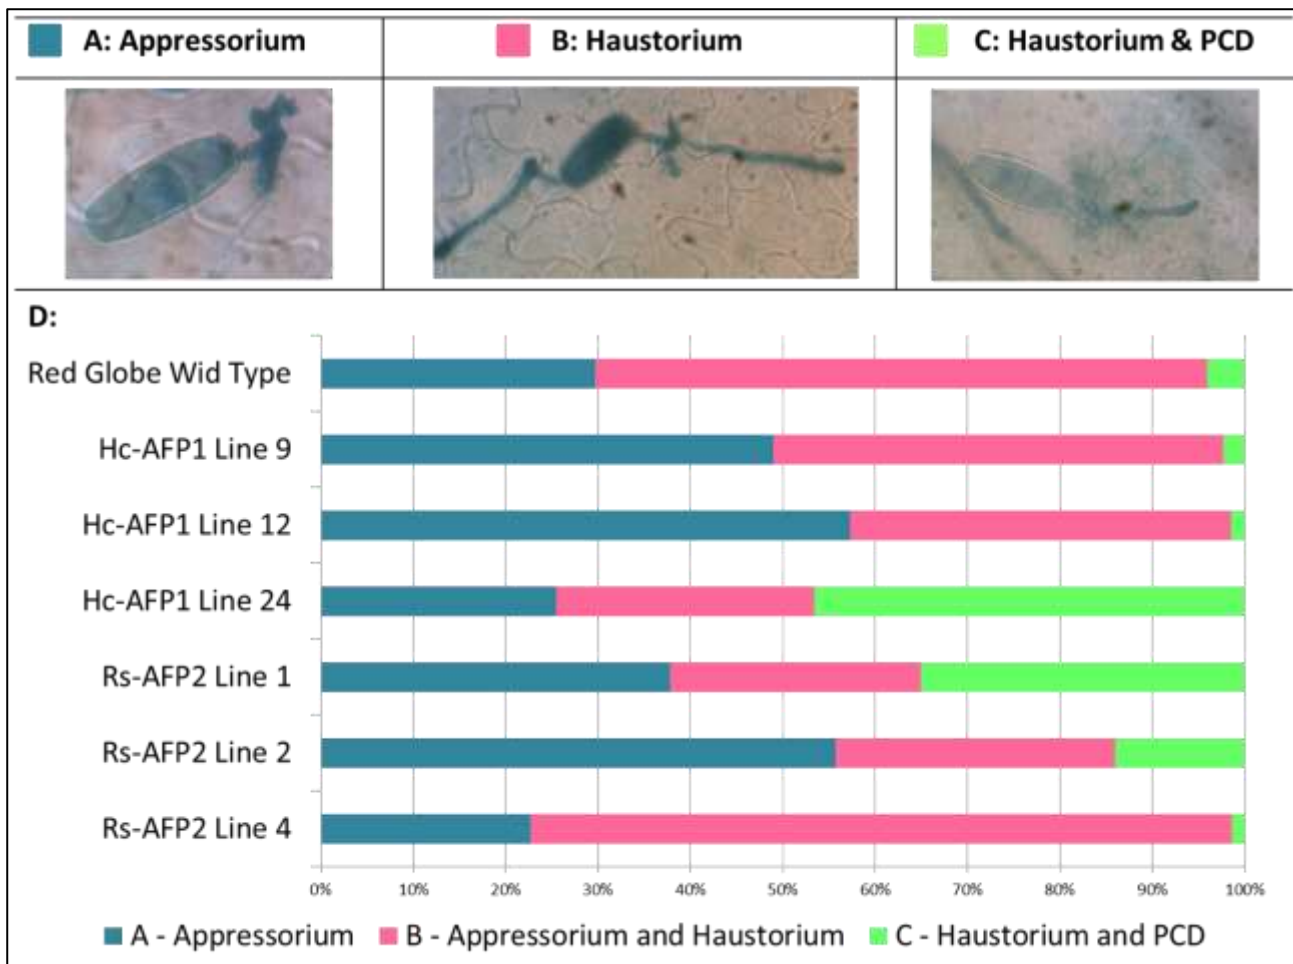 A: Appressorium
B: Haustorium
C: Haustorium & PCD
D:
Red Globe Wid Type
Hc-AFP1 Line 9
Hc-AFP1 Line 12
Hc-AFP1 Line 24
Rs-AFP2 Line 1
Rs-AFP2 Line 2
Rs-AFP2 Line 4
0% 10% 20% 30% 40% 50% 60% 70% 80% 90% 100%
A - Appressorium B - Appressorium and Haustorium C - Haustorium and PCD